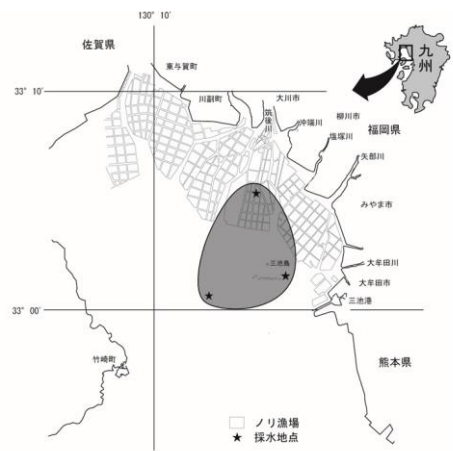 130° 10'
佐賀県
東与賀町
九州
33° 10'
川副町
大川市
筑後川
沖端川
柳川市
塩塚川
福岡県
矢部川
みやま市
三池島
大牟田川
大牟田市
三池港
33° 00'
竹崎町
熊本県
ノリ漁場
★ 採水地点